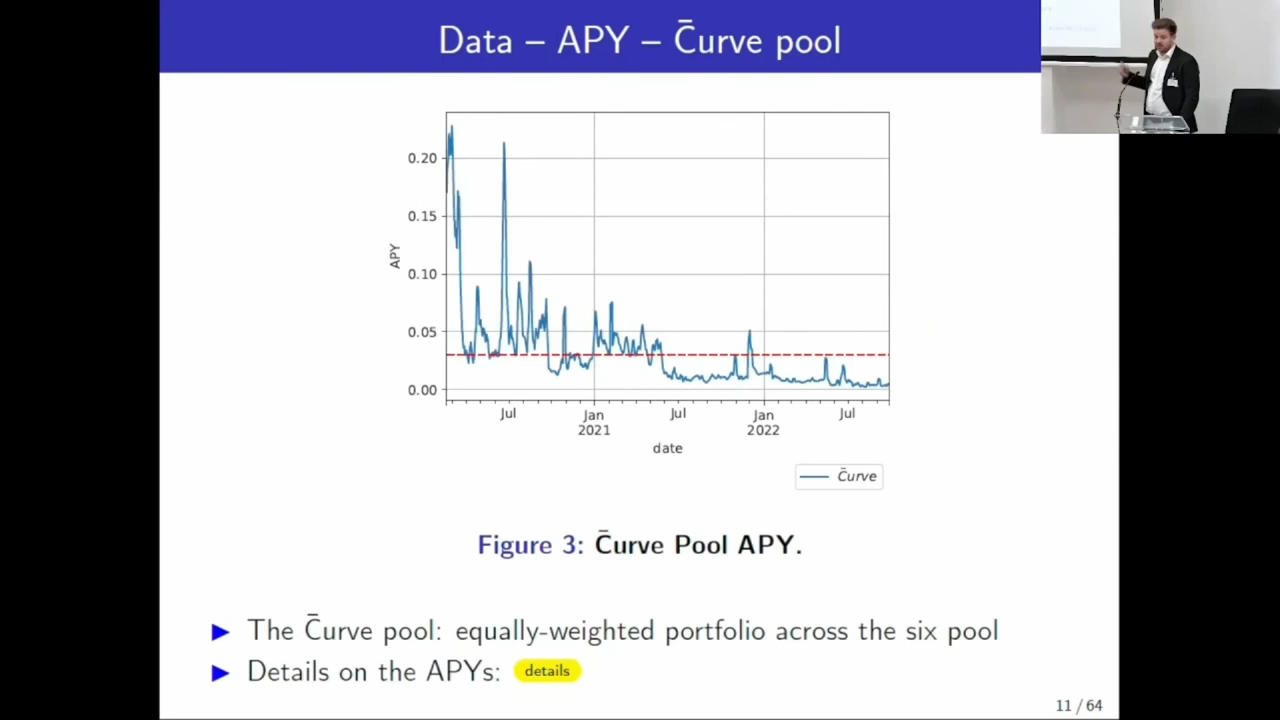 Data – APY – C̄urve pool
0.20
0.15
0.10
0.05
0.00
APY
Jul
Jan
2021
Jul
Jan
2022
Jul
date
C̄urve
Figure 3: C̄urve Pool APY.
▶ The C̄urve pool: equally-weighted portfolio across the six pool
▶ Details on the APYs: details
11 / 64